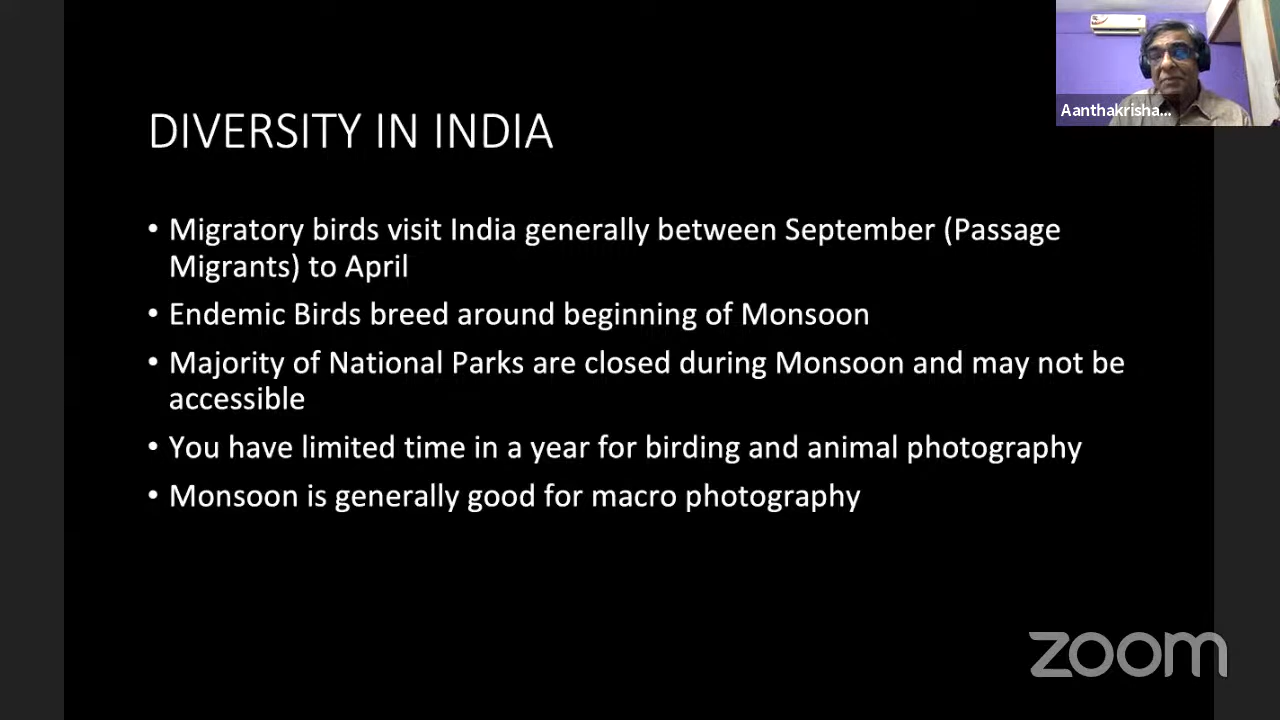 Aanthakrisha...
DIVERSITY IN INDIA
• Migratory birds visit India generally between September (Passage
Migrants) to April
• Endemic Birds breed around beginning of Monsoon
• Majority of National Parks are closed during Monsoon and may not be
accessible
• You have limited time in a year for birding and animal photography
• Monsoon is generally good for macro photography
zoom